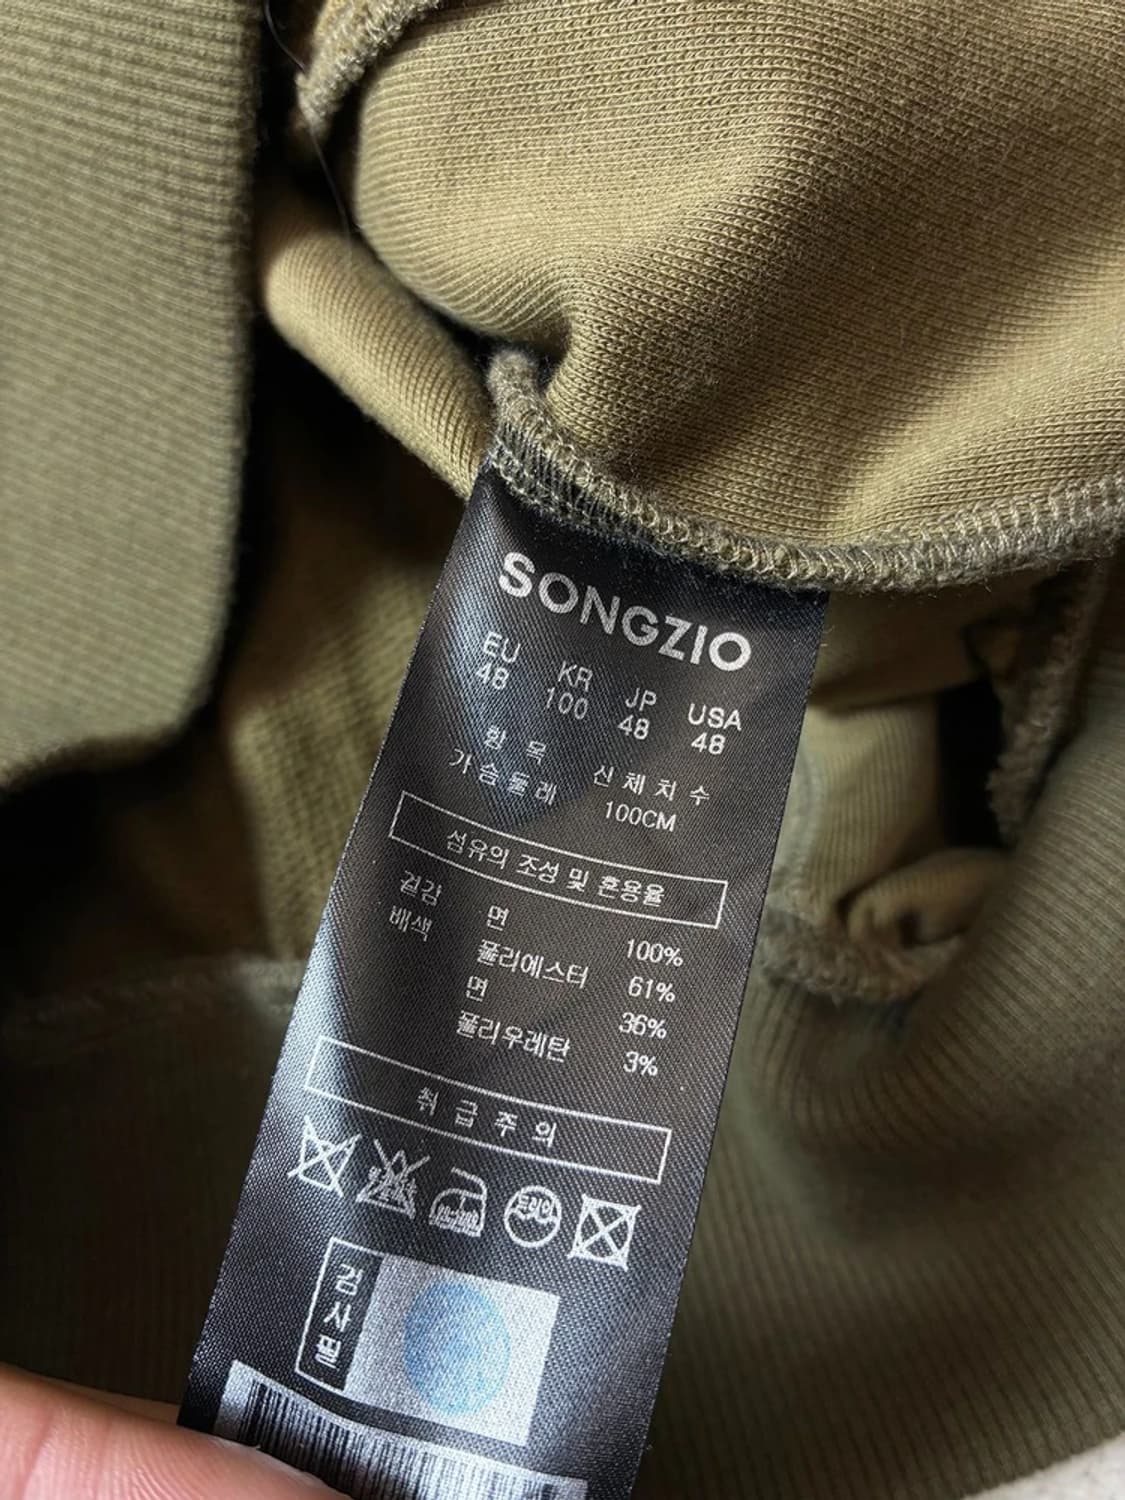 SONGZIO
EU KR JP USA
48 100 48 48
항 목 신 체 치 수
가슴둘레 100CM
섬유의 조성 및 혼용율
겉감 면 100%
배색 폴리에스터 61%
면 36%
폴리우레탄 3%
취 급 주 의
검사필